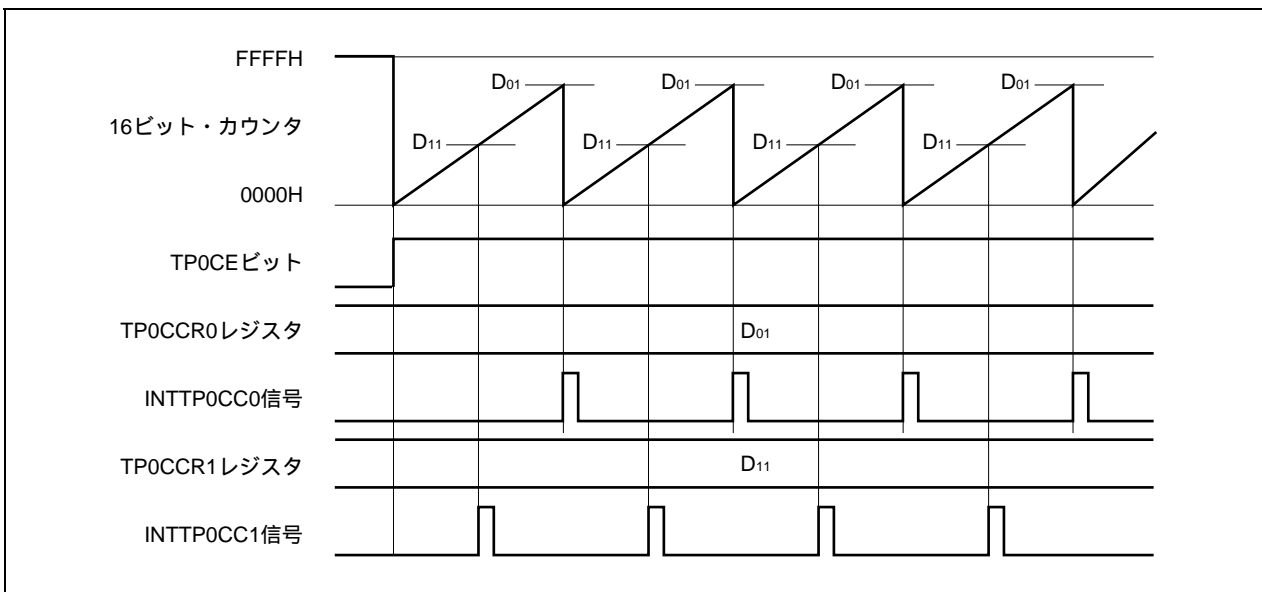 FFFFH
D01 D01 D01 D01
16ビット・カウンタ
D11 D11 D11 D11
0000H
TP0CEビット
TP0CCR0レジスタ D01
INTTP0CC0信号
TP0CCR1レジスタ D11
INTTP0CC1信号